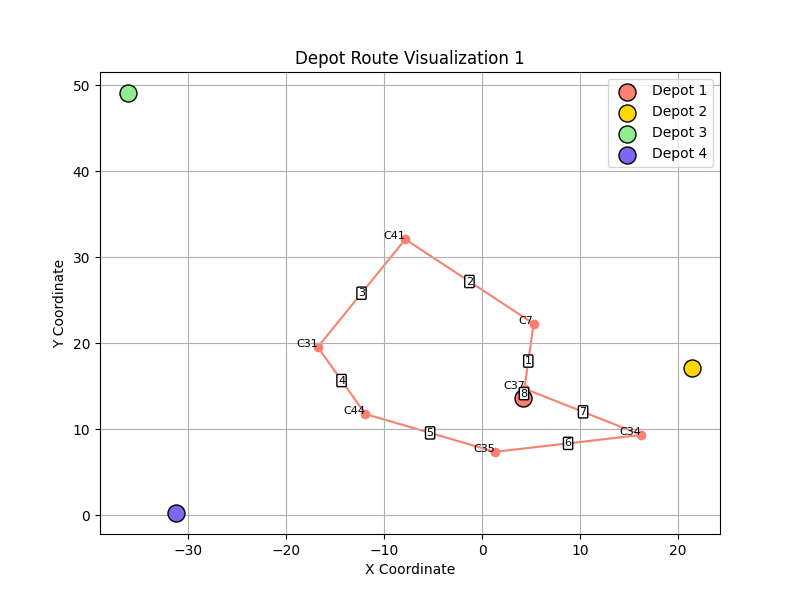 Depot Route Visualization 1
Depot 1
Depot 2
Depot 3
Depot 4
Y Coordinate
50
40
30
20
10
0
C41
2
3
C7
C31
1
4
C37
8
C44
7
5
C34
6
C35
−30
−20
−10
0
10
20
X Coordinate